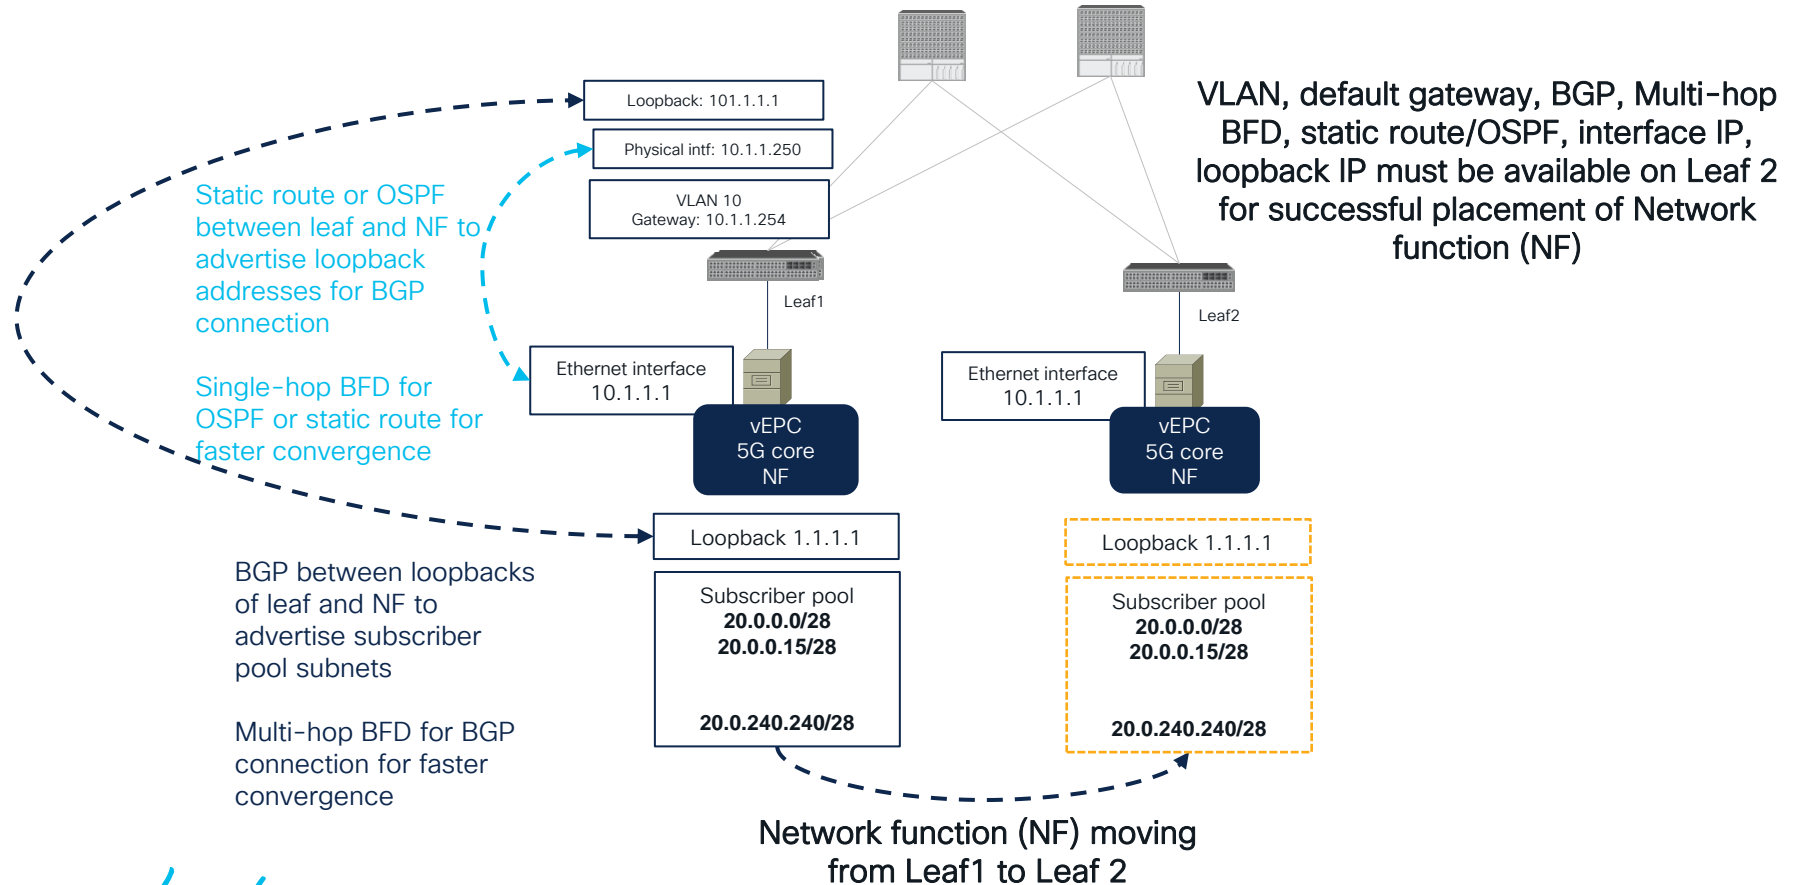 Loopback: 101.1.1.1
Physical intf: 10.1.1.250
VLAN 10
Gateway: 10.1.1.254
VLAN, default gateway, BGP, Multi-hop
BFD, static route/OSPF, interface IP,
loopback IP must be available on Leaf 2
for successful placement of Network
function (NF)
Static route or OSPF
between leaf and NF to
advertise loopback
addresses for BGP
connection
Single-hop BFD for
OSPF or static route for
faster convergence
Leaf1
Leaf2
Ethernet interface
10.1.1.1
Ethernet interface
10.1.1.1
vEPC
5G core
NF
vEPC
5G core
NF
Loopback 1.1.1.1
Loopback 1.1.1.1
BGP between loopbacks
of leaf and NF to
advertise subscriber
pool subnets
Multi-hop BFD for BGP
connection for faster
convergence
Subscriber pool
20.0.0.0/28
20.0.0.15/28
20.0.240.240/28
Subscriber pool
20.0.0.0/28
20.0.0.15/28
20.0.240.240/28
Network function (NF) moving
from Leaf1 to Leaf 2